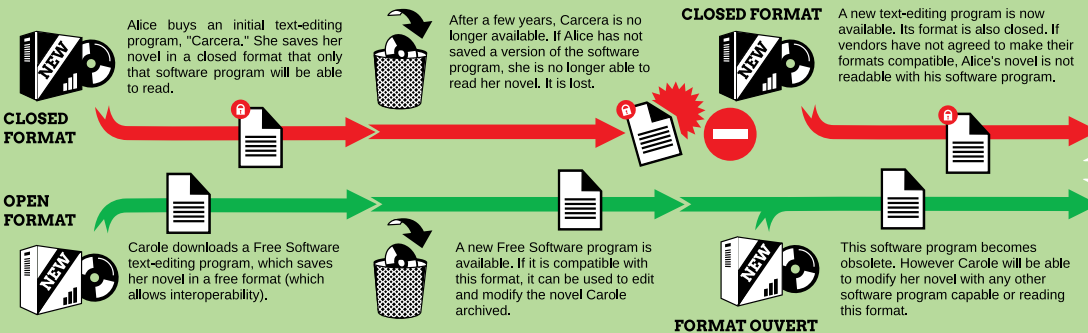 Alice buys an initial text-editing
program, "Carcera." She saves her
novel in a closed format that only
that software program will be able
to read.
NEW
CLOSED
FORMAT
After a few years, Carcera is no
longer available. If Alice has not
saved a version of the software
program, she is no longer able to
read her novel. It is lost.
CLOSED FORMAT
NEW
A new text-editing program is now
available. Its format is also closed. If
vendors have not agreed to make their
formats compatible, Alice's novel is not
readable with his software program.
OPEN
FORMAT
NEW
Carole downloads a Free Software
text-editing program, which saves
her novel in a free format (which
allows interoperability).
A new Free Software program is
available. If it is compatible with
this format, it can be used to edit
and modify the novel Carole
archived.
NEW
FORMAT OUVERT
This software program becomes
obsolete. However Carole will be able
to modify her novel with any other
software program capable or reading
this format.